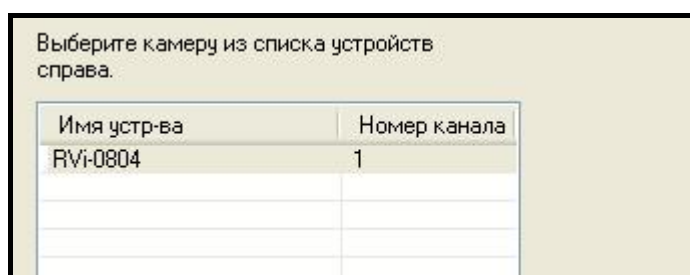 Выберите камеру из списка устройств
справа.
Имя устр-ва Номер канала
RVi-0804 1